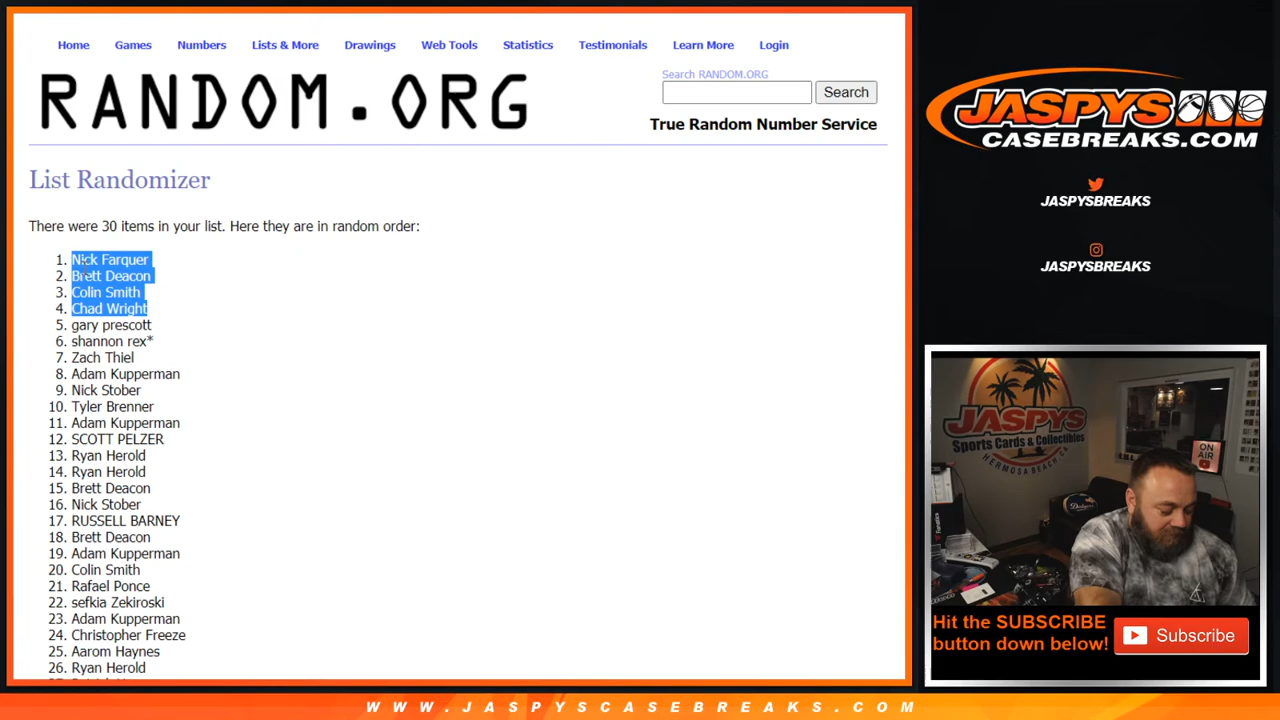 Home Games Numbers Lists & More Drawings Web Tools Statistics Testimonials Learn More Login
RANDOM.ORG
Search RANDOM.ORG
Search
True Random Number Service
List Randomizer
There were 30 items in your list. Here they are in random order:
1. Nick Farquer
2. Brett Deacon
3. Colin Smith
4. Chad Wright
5. gary prescott
6. shannon rex*
7. Zach Thiel
8. Adam Kupperman
9. Nick Stober
10. Tyler Brenner
11. Adam Kupperman
12. SCOTT PELZER
13. Ryan Herold
14. Ryan Herold
15. Brett Deacon
16. Nick Stober
17. RUSSELL BARNEY
18. Brett Deacon
19. Adam Kupperman
20. Colin Smith
21. Rafael Ponce
22. sefkia Zekiroski
23. Adam Kupperman
24. Christopher Freeze
25. Aarom Haynes
26. Ryan Herold
JASPYS
CASEBREAKS.COM
JASPYSBREAKS
JASPYSBREAKS
JASPYS
Sports Cards & Collectibles
HERMOSA BEACH, CA
ON
AIR
Dodgers
Fanatics
Hit the SUBSCRIBE
button down below!
Subscribe
WWW.JASPYSCASEBREAKS.COM